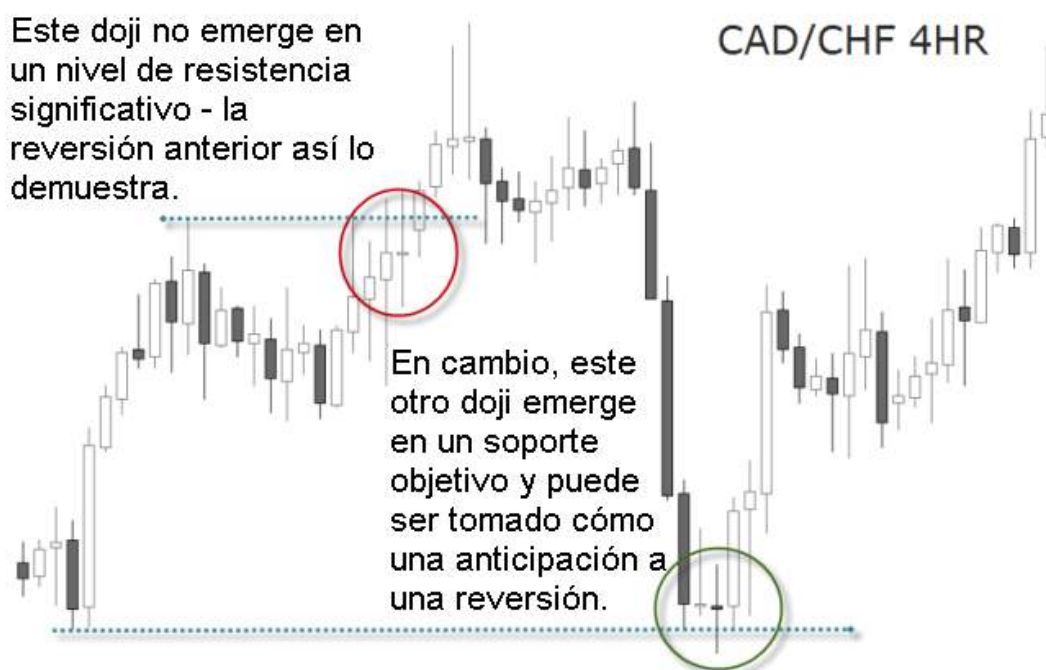 Este doji no emerge en
un nivel de resistencia
significativo - la
reversión anterior así lo
demuestra.
CAD/CHF 4HR
En cambio, este
otro doji emerge
en un soporte
objetivo y puede
ser tomado cómo
una anticipación a
una reversión.